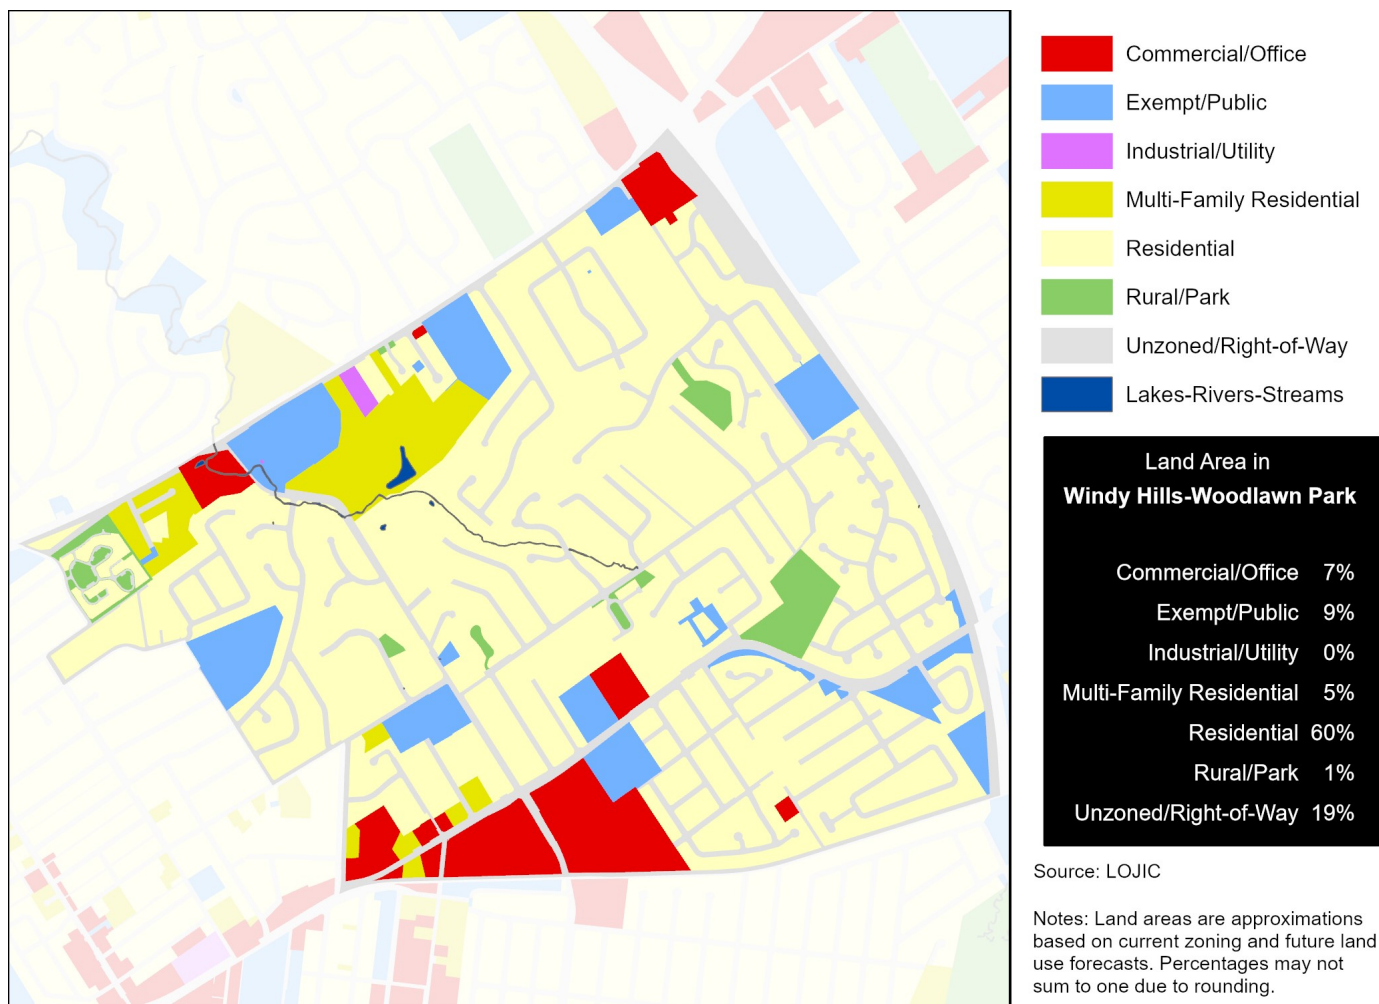 Commercial/Office
Exempt/Public
Industrial/Utility
Multi-Family Residential
Residential
Rural/Park
Unzoned/Right-of-Way
Lakes-Rivers-Streams
Land Area in
Windy Hills-Woodlawn Park
Commercial/Office 7%
Exempt/Public 9%
Industrial/Utility 0%
Multi-Family Residential 5%
Residential 60%
Rural/Park 1%
Unzoned/Right-of-Way 19%
Source: LOJIC
Notes: Land areas are approximations
based on current zoning and future land
use forecasts. Percentages may not
sum to one due to rounding.